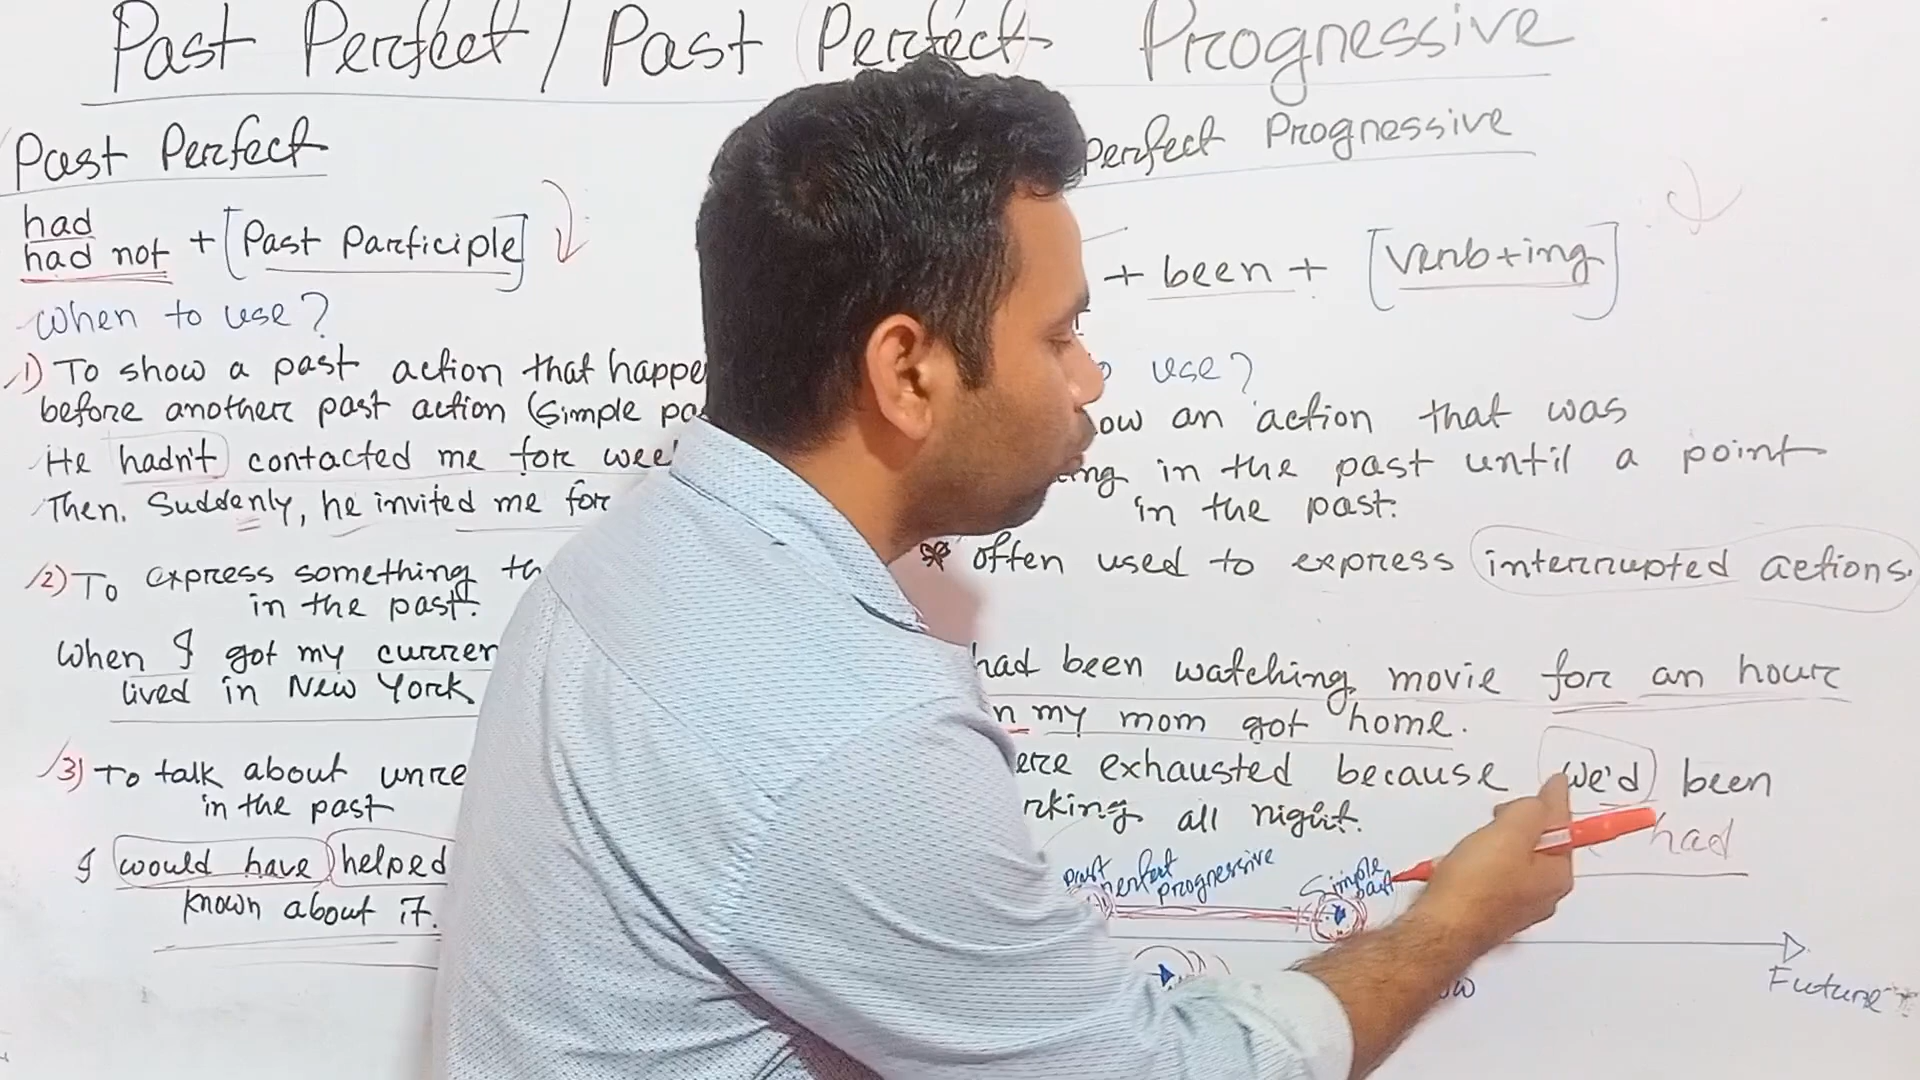 Past Perfect / Past Perfect Progressive
Past Perfect
had
had not + [Past Participle]
When to use?
1) To show a past action that happe
before another past action (Simple pa
He hadn't contacted me for wee
Then. Suddenly, he invited me for
2) To express something th
in the past.
When I got my curren
lived in New York
3) To talk about unre
in the past
I would have helped
known about it.
Perfect Progressive
+ been + [verb+ing]
use?
ow an action that was
ing in the past until a point
in the past.
often used to express interrupted actions.
had been watching movie for an hour
n my mom got home.
ere exhausted because we'd been
rking all night.
had
past perfect progressive
Simple past
ow
Future